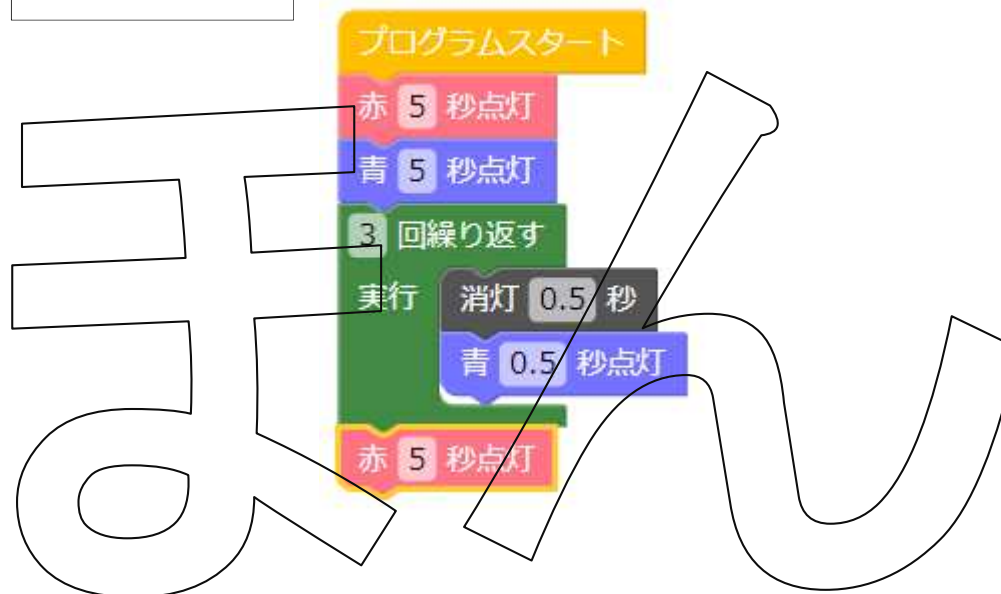 プログラムスタート
赤 5 秒点灯
青 5 秒点灯
3 回繰り返す
実行
消灯 0.5 秒
青 0.5 秒点灯
赤 5 秒点灯
まん